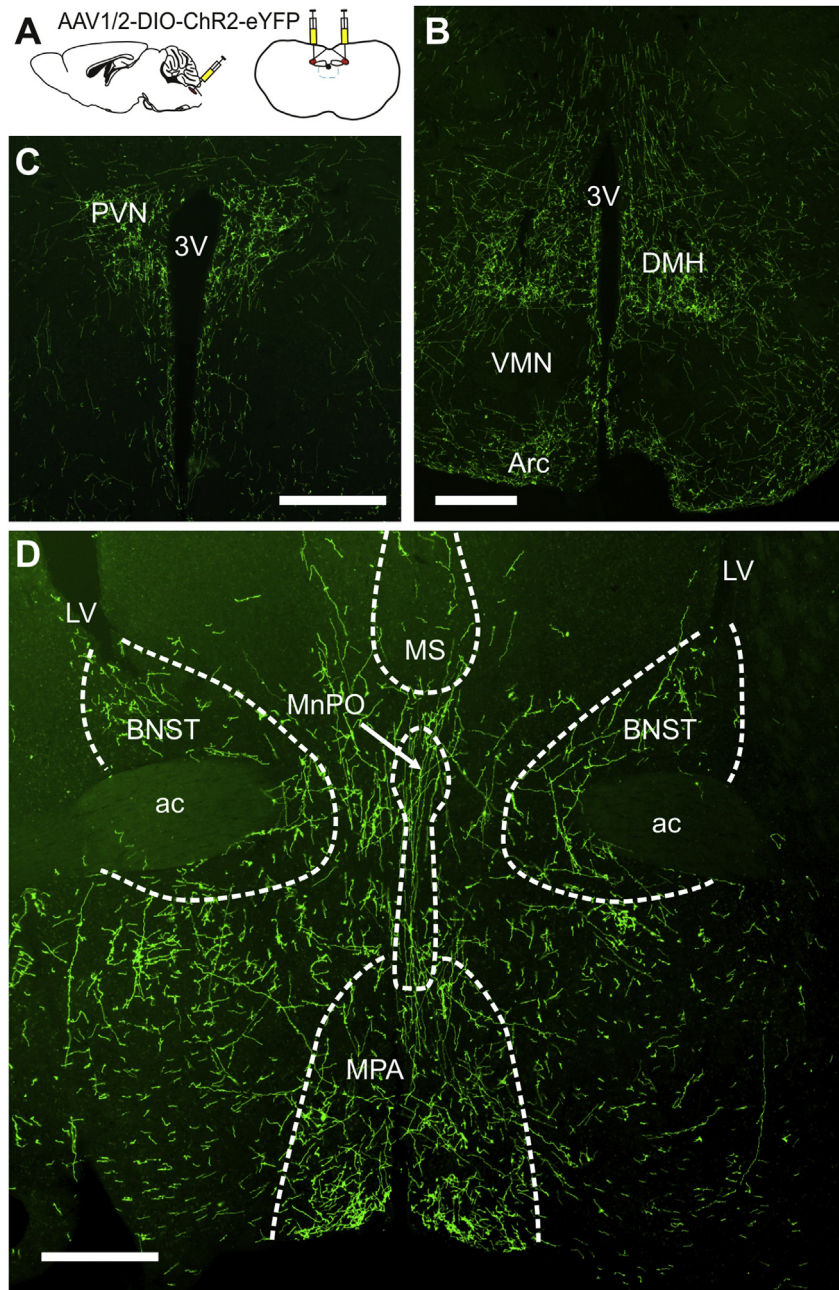 A
AAV1/2-DIO-ChR2-eYFP
B
3V
DMH
VMN
Arc
C
PVN
3V
D
LV
LV
MS
MnPO
BNST
BNST
ac
ac
MPA